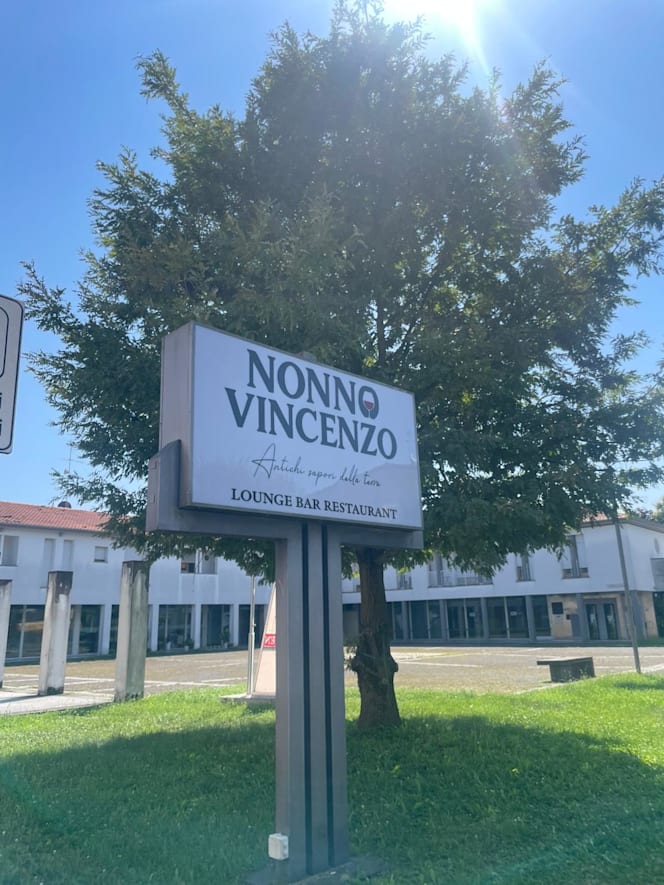 NONNO
VINCENZO
Antichi sapori della terra
LOUNGE BAR RESTAURANT